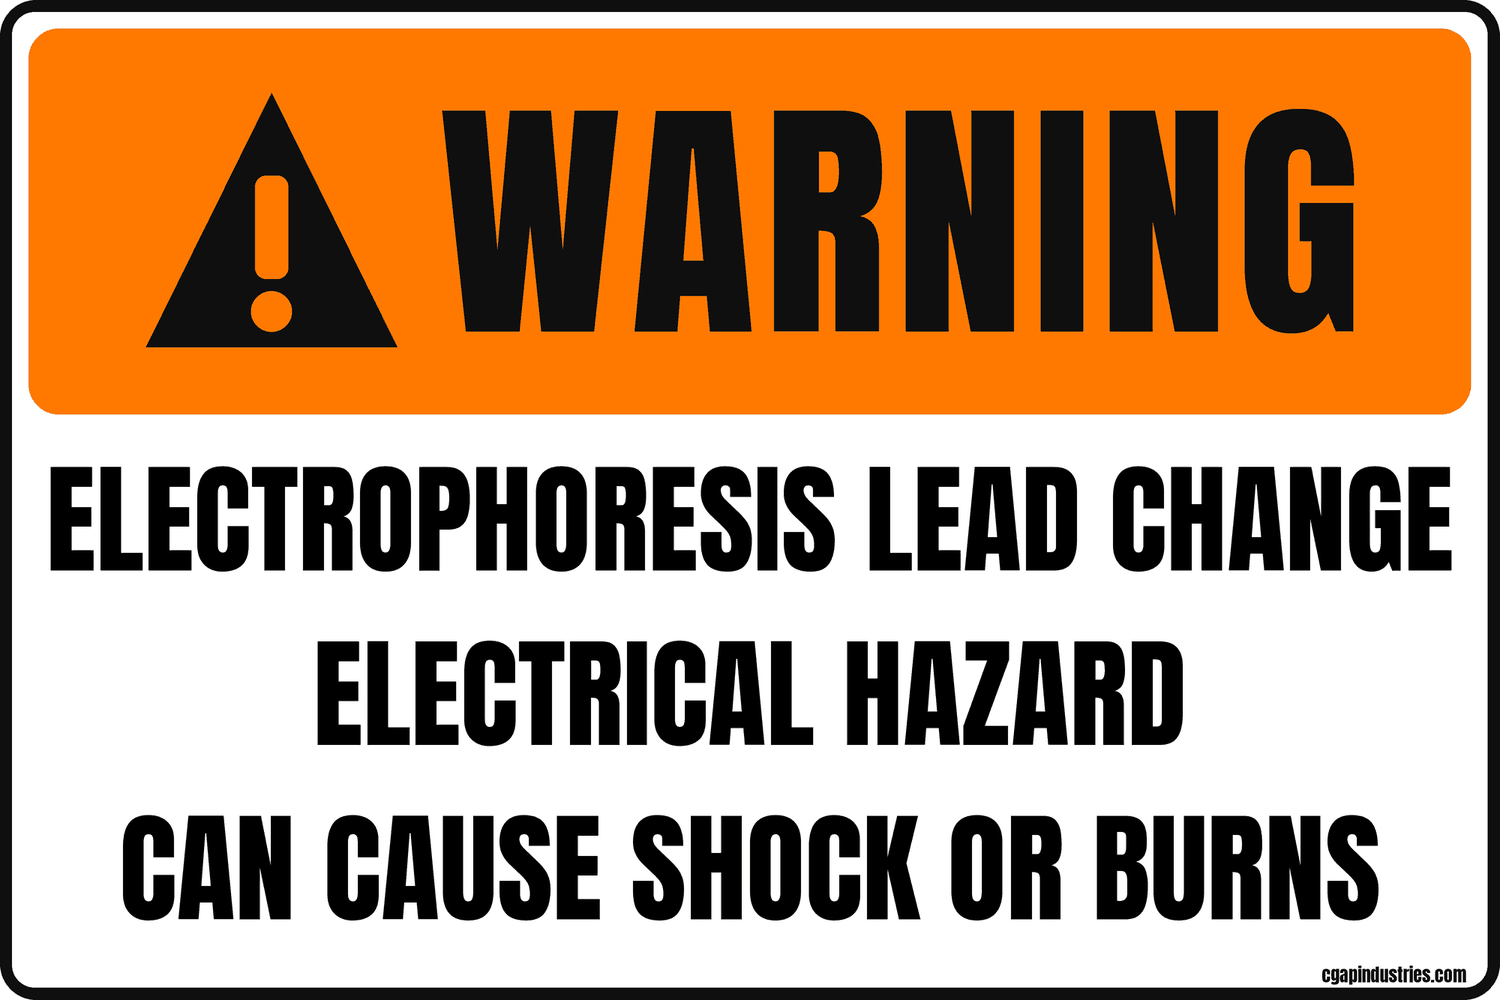 WARNING
ELECTROPHORESIS LEAD CHANGE
ELECTRICAL HAZARD
CAN CAUSE SHOCK OR BURNS
cgapindustries.com